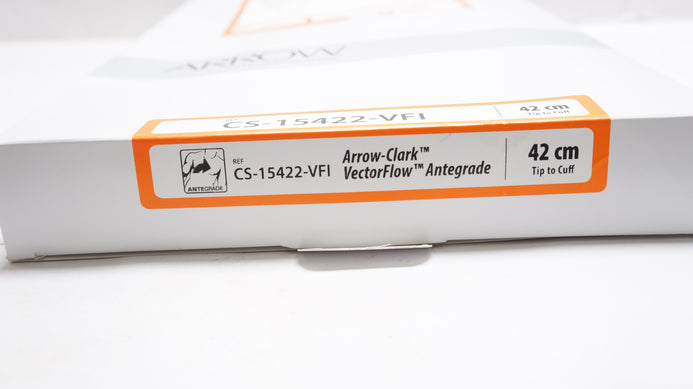 ARROW
REF
CS-15422-VFI
42 cm
Tip to Cuff
ANTEGRADE
REF
CS-15422-VFI
Arrow-Clark™
VectorFlow™ Antegrade
42 cm
Tip to Cuff